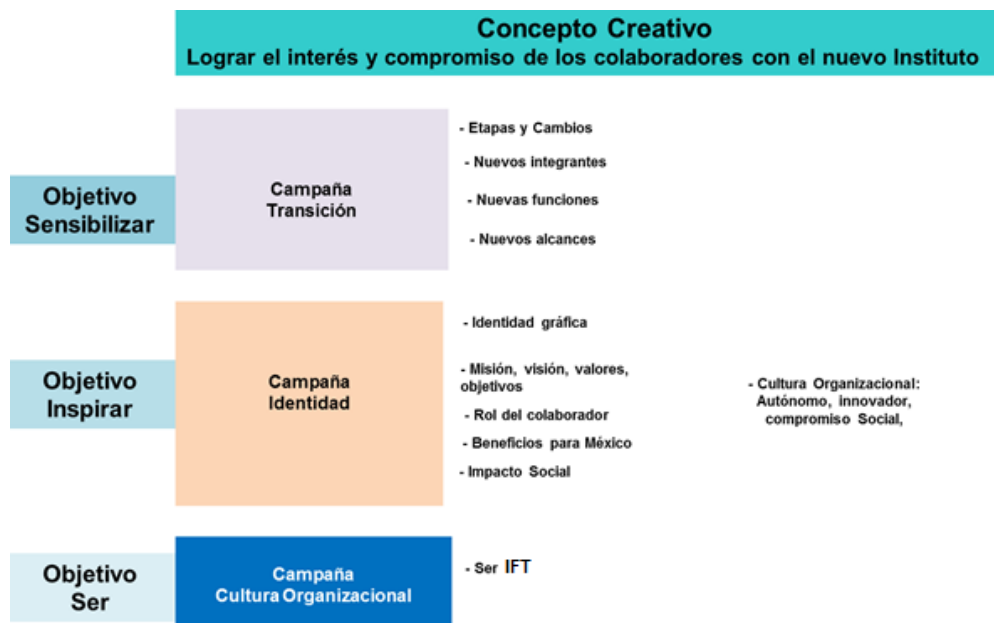 Concepto Creativo
Lograr el interés y compromiso de los colaboradores con el nuevo Instituto
Objetivo
Sensibilizar
Campaña
Transición
- Etapas y Cambios
- Nuevos integrantes
- Nuevas funciones
- Nuevos alcances
Objetivo
Inspirar
Campaña
Identidad
- Identidad gráfica
- Misión, visión, valores,
objetivos
- Rol del colaborador
- Beneficios para México
- Impacto Social
- Cultura Organizacional:
Autónomo, innovador,
compromiso Social,
Objetivo
Ser
Campaña
Cultura Organizacional
- Ser IFT